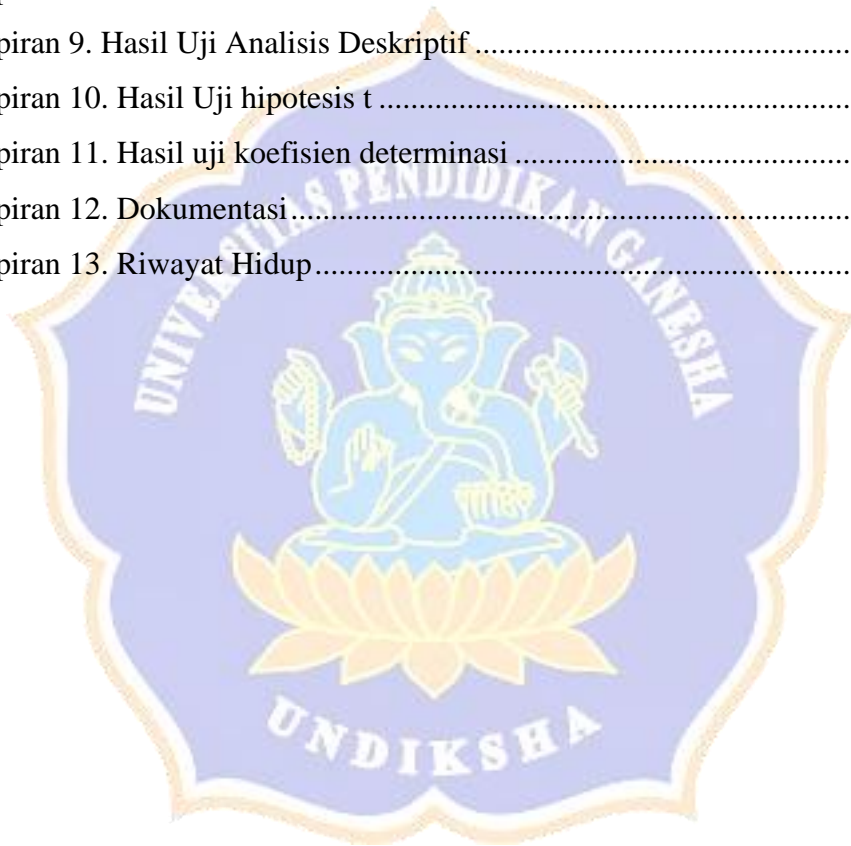 piran 9. Hasil Uji Analisis Deskriptif
piran 10. Hasil Uji hipotesis t
piran 11. Hasil uji koefisien determinasi
piran 12. Dokumentasi
piran 13. Riwayat Hidup
UNIVERSITAS PENDIDIKAN GANESHA
UNDIKSHA